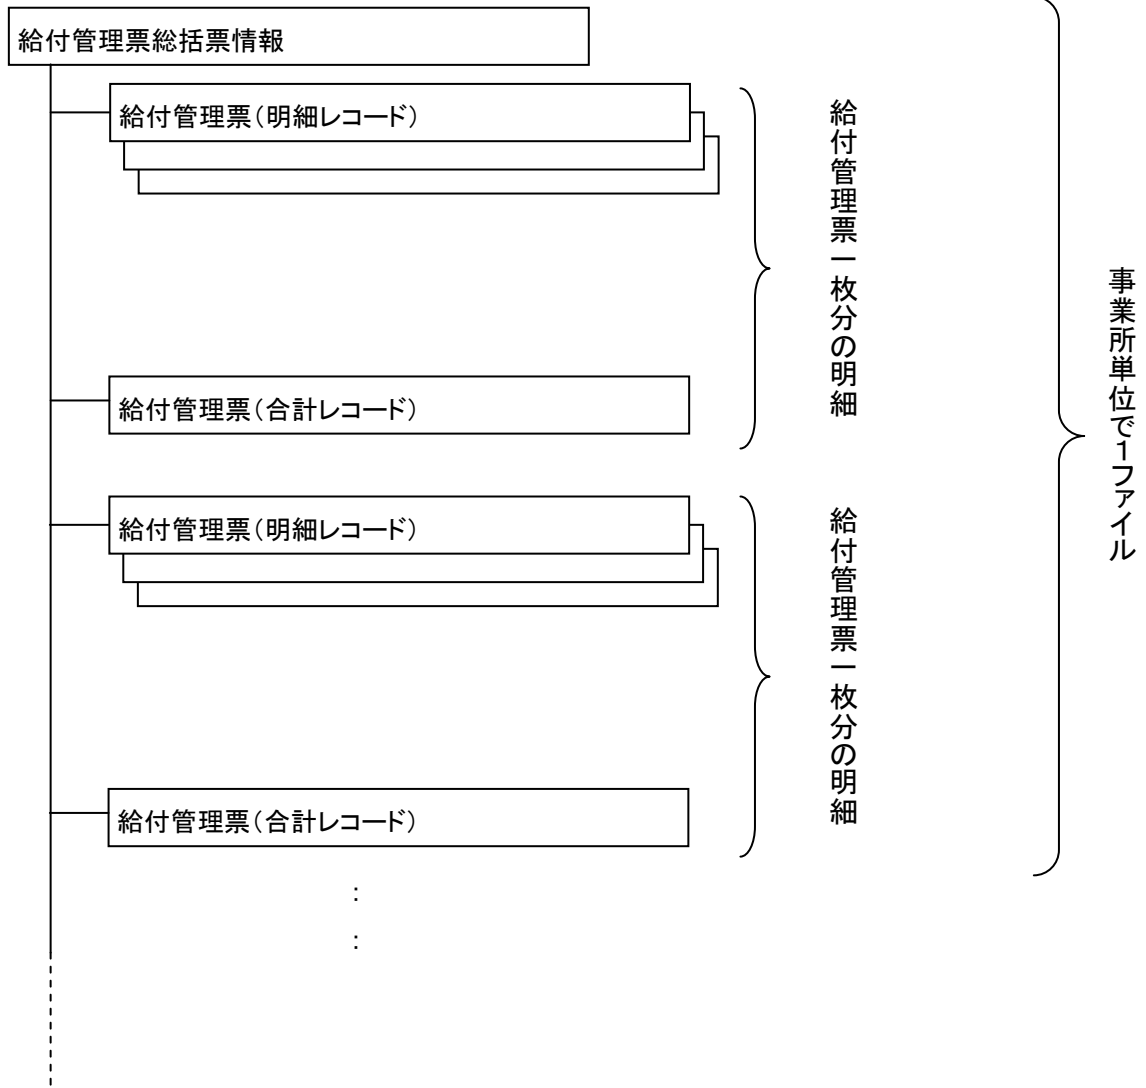 給付管理票総括票情報
給付管理票（明細レコード）
給付管理票（合計レコード）
給付管理票一枚分の明細
給付管理票（明細レコード）
給付管理票（合計レコード）
給付管理票一枚分の明細
：
：
事業所単位で１ファイル